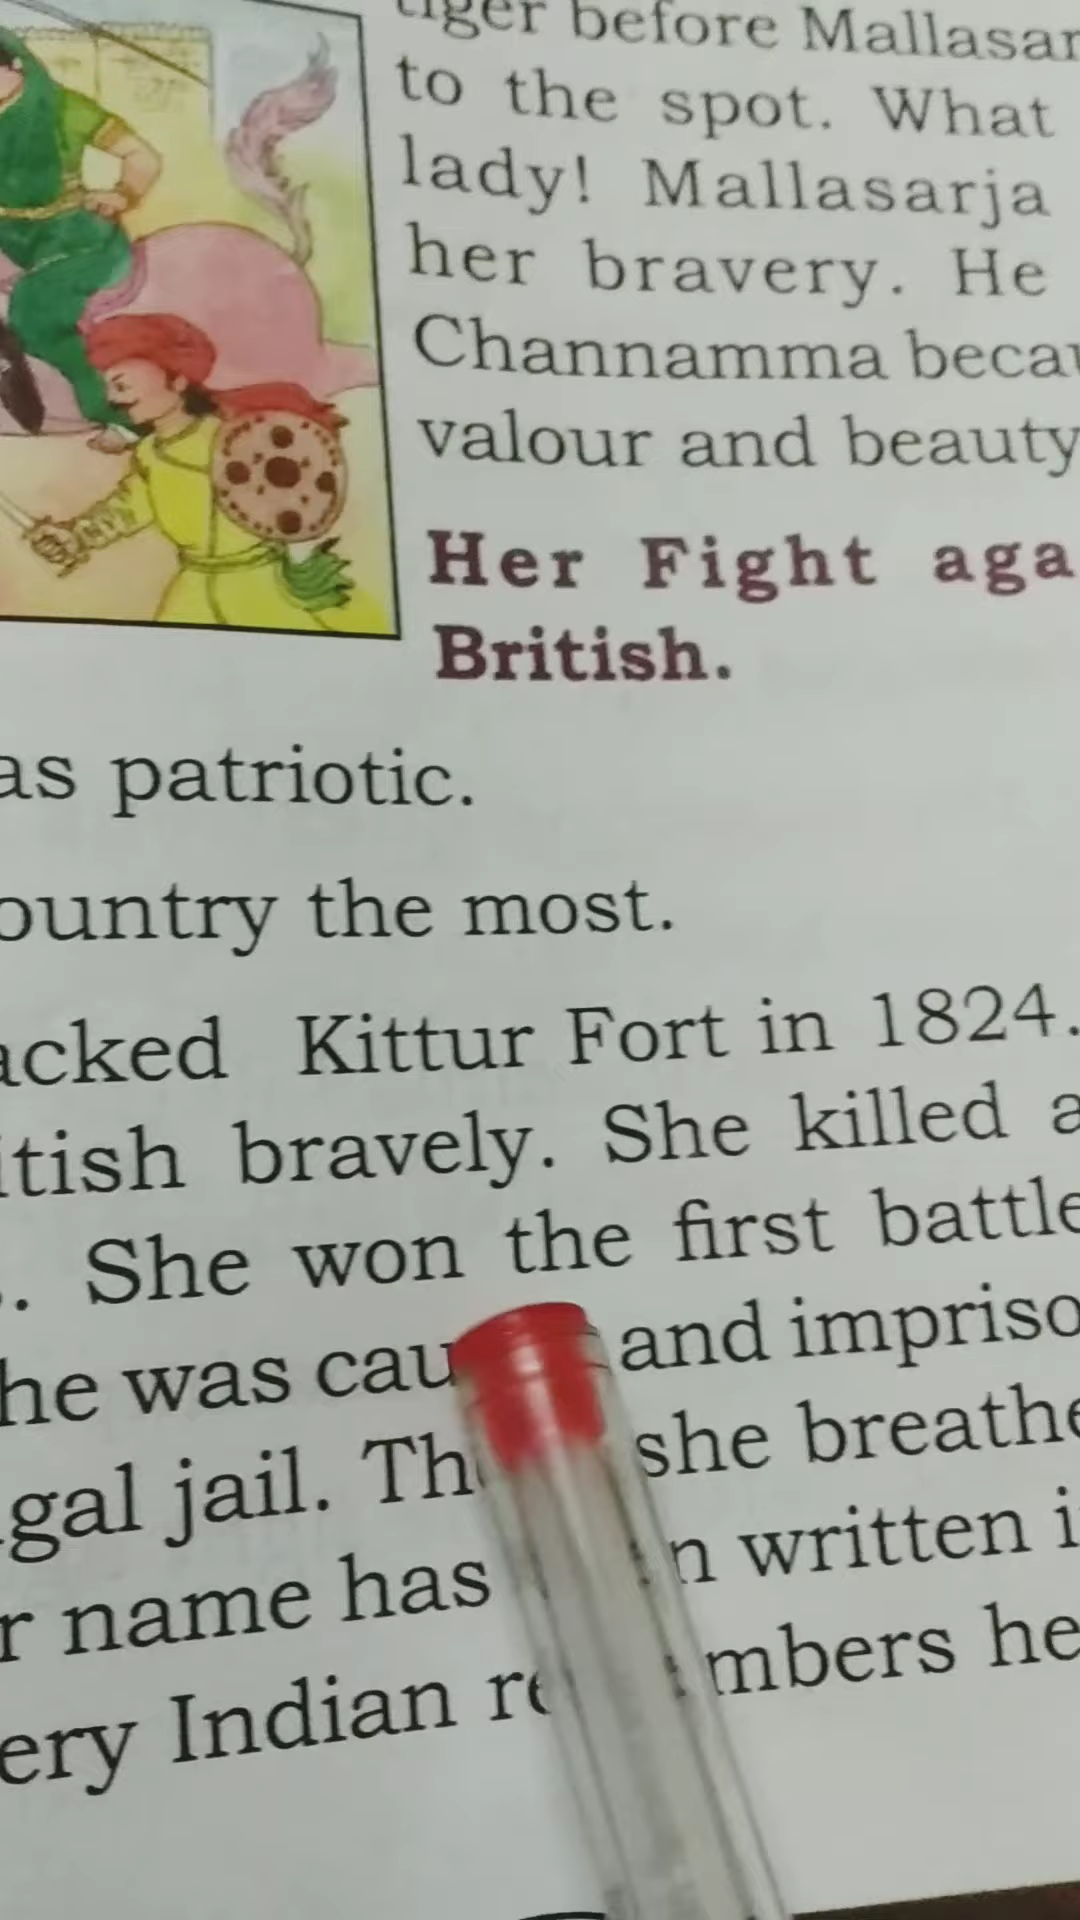 tiger before Mallasar
to the spot. What
lady! Mallasarja
her bravery. He
Channamma becau
valour and beauty
Her Fight aga
British.
as patriotic.
ountry the most.
acked Kittur Fort in 1824.
itish bravely. She killed a
. She won the first battle
he was cau and impriso
gal jail. Th she breathe
r name has n written i
ery Indian re mbers he